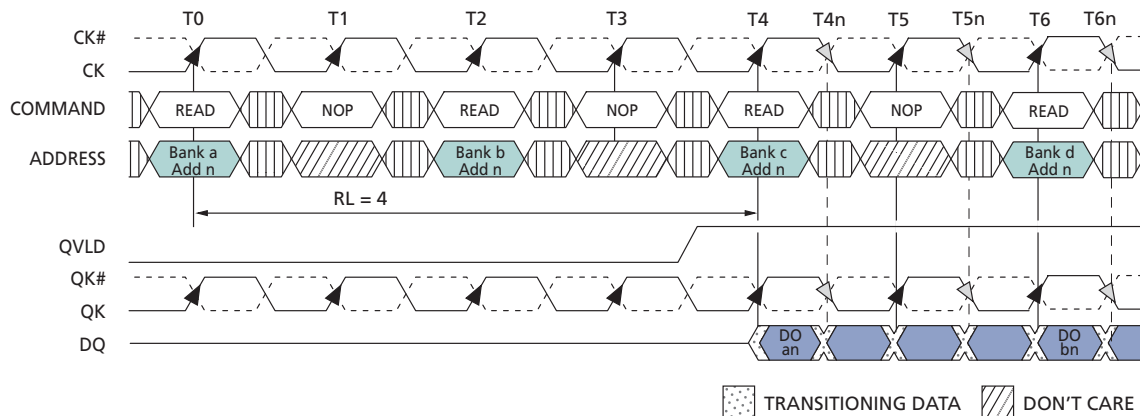 T0 T1 T2 T3 T4 T4n T5 T5n T6 T6n
CK#
CK
COMMAND READ NOP READ NOP READ NOP READ
ADDRESS Bank a Add n Bank b Add n Bank c Add n Bank d Add n
RL = 4
QVLD
QK#
QK
DQ DO an DO bn
TRANSITIONING DATA DON'T CARE